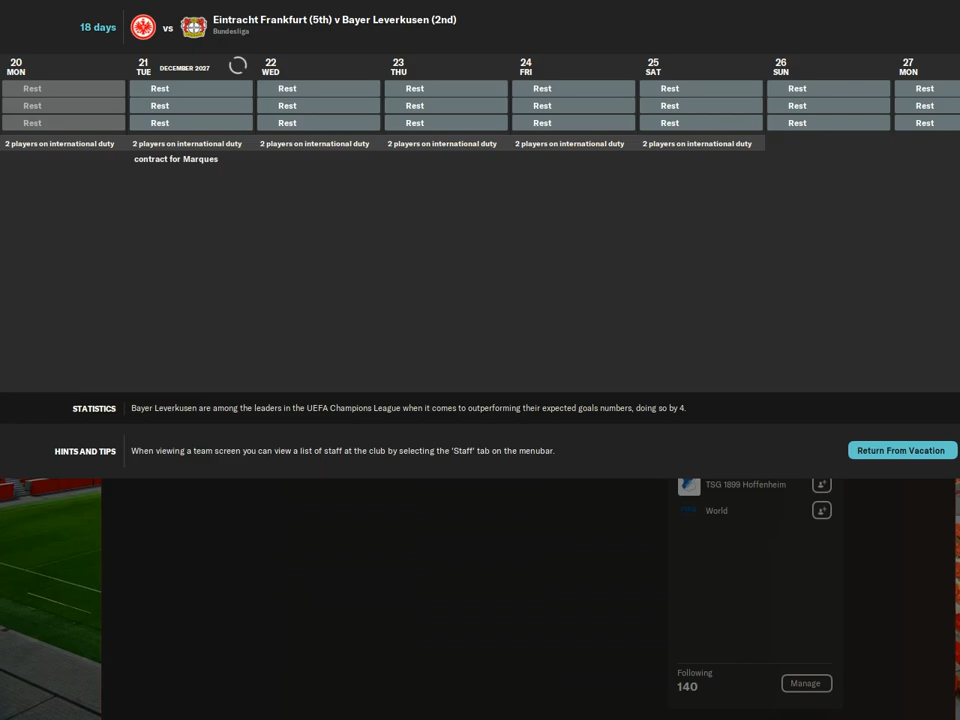 18 days
vs
Eintracht Frankfurt (5th) v Bayer Leverkusen (2nd)
Bundesliga
20 MON
21 TUE DECEMBER 2027
22 WED
23 THU
24 FRI
25 SAT
26 SUN
27 MON
Rest Rest Rest Rest Rest Rest Rest Rest
Rest Rest Rest Rest Rest Rest Rest Rest
Rest Rest Rest Rest Rest Rest Rest Rest
2 players on international duty 2 players on international duty 2 players on international duty 2 players on international duty 2 players on international duty 2 players on international duty
contract for Marques
STATISTICS Bayer Leverkusen are among the leaders in the UEFA Champions League when it comes to outperforming their expected goals numbers, doing so by 4.
HINTS AND TIPS When viewing a team screen you can view a list of staff at the club by selecting the 'Staff' tab on the menubar.
Return From Vacation
TSG 1899 Hoffenheim
World
Following
140
Manage